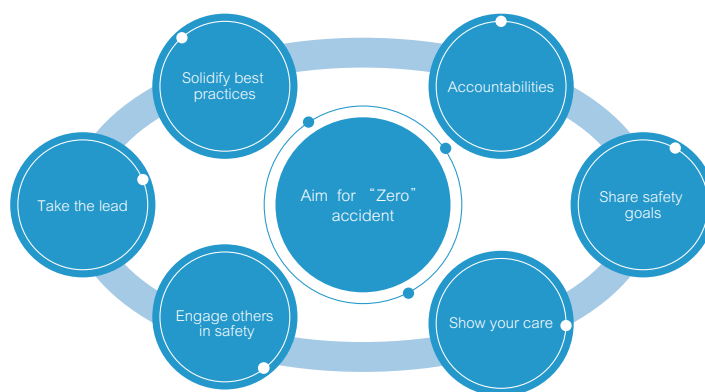 Solidify best
practices
Accountabilities
Take the lead
Aim for “Zero”
accident
Share safety
goals
Engage others
in safety
Show your care